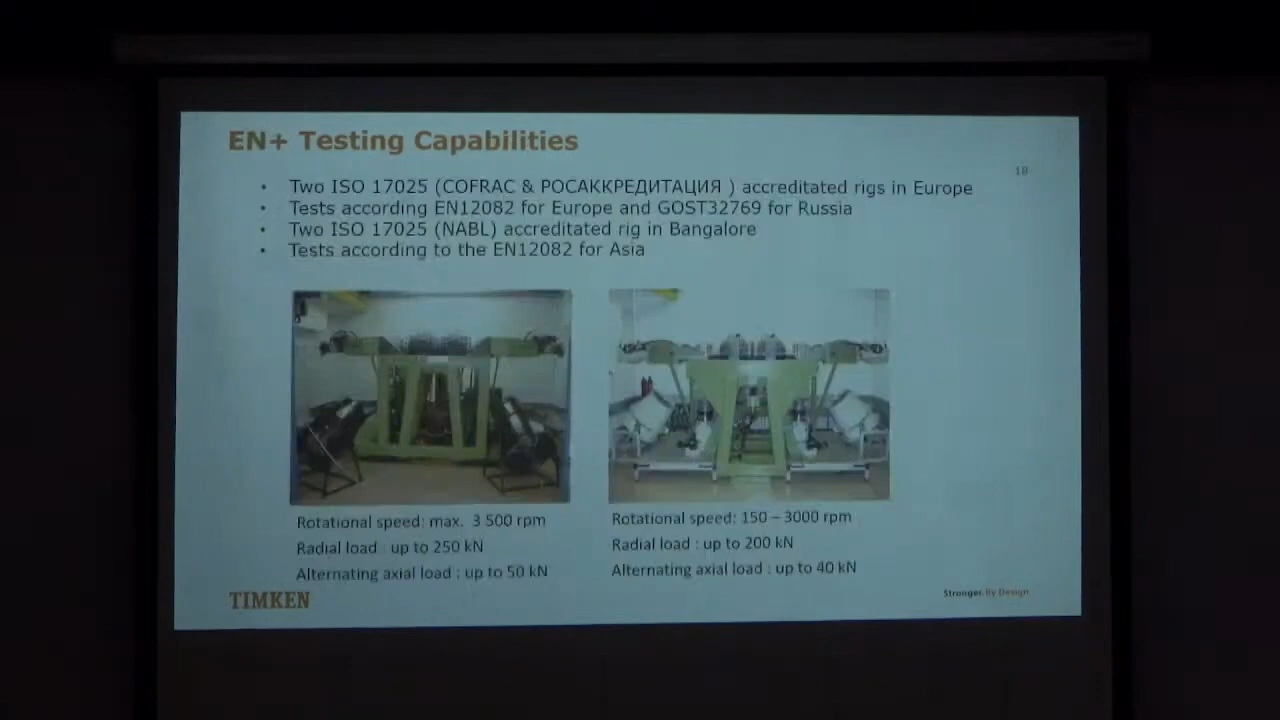 EN+ Testing Capabilities
18
• Two ISO 17025 (COFRAC & РОСАККРЕДИТАЦИЯ ) accreditated rigs in Europe
• Tests according EN12082 for Europe and GOST32769 for Russia
• Two ISO 17025 (NABL) accreditated rig in Bangalore
• Tests according to the EN12082 for Asia
Rotational speed: max. 3 500 rpm
Radial load : up to 250 kN
Alternating axial load : up to 50 kN
Rotational speed: 150 – 3000 rpm
Radial load : up to 200 kN
Alternating axial load : up to 40 kN
TIMKEN
Stronger. By Design.